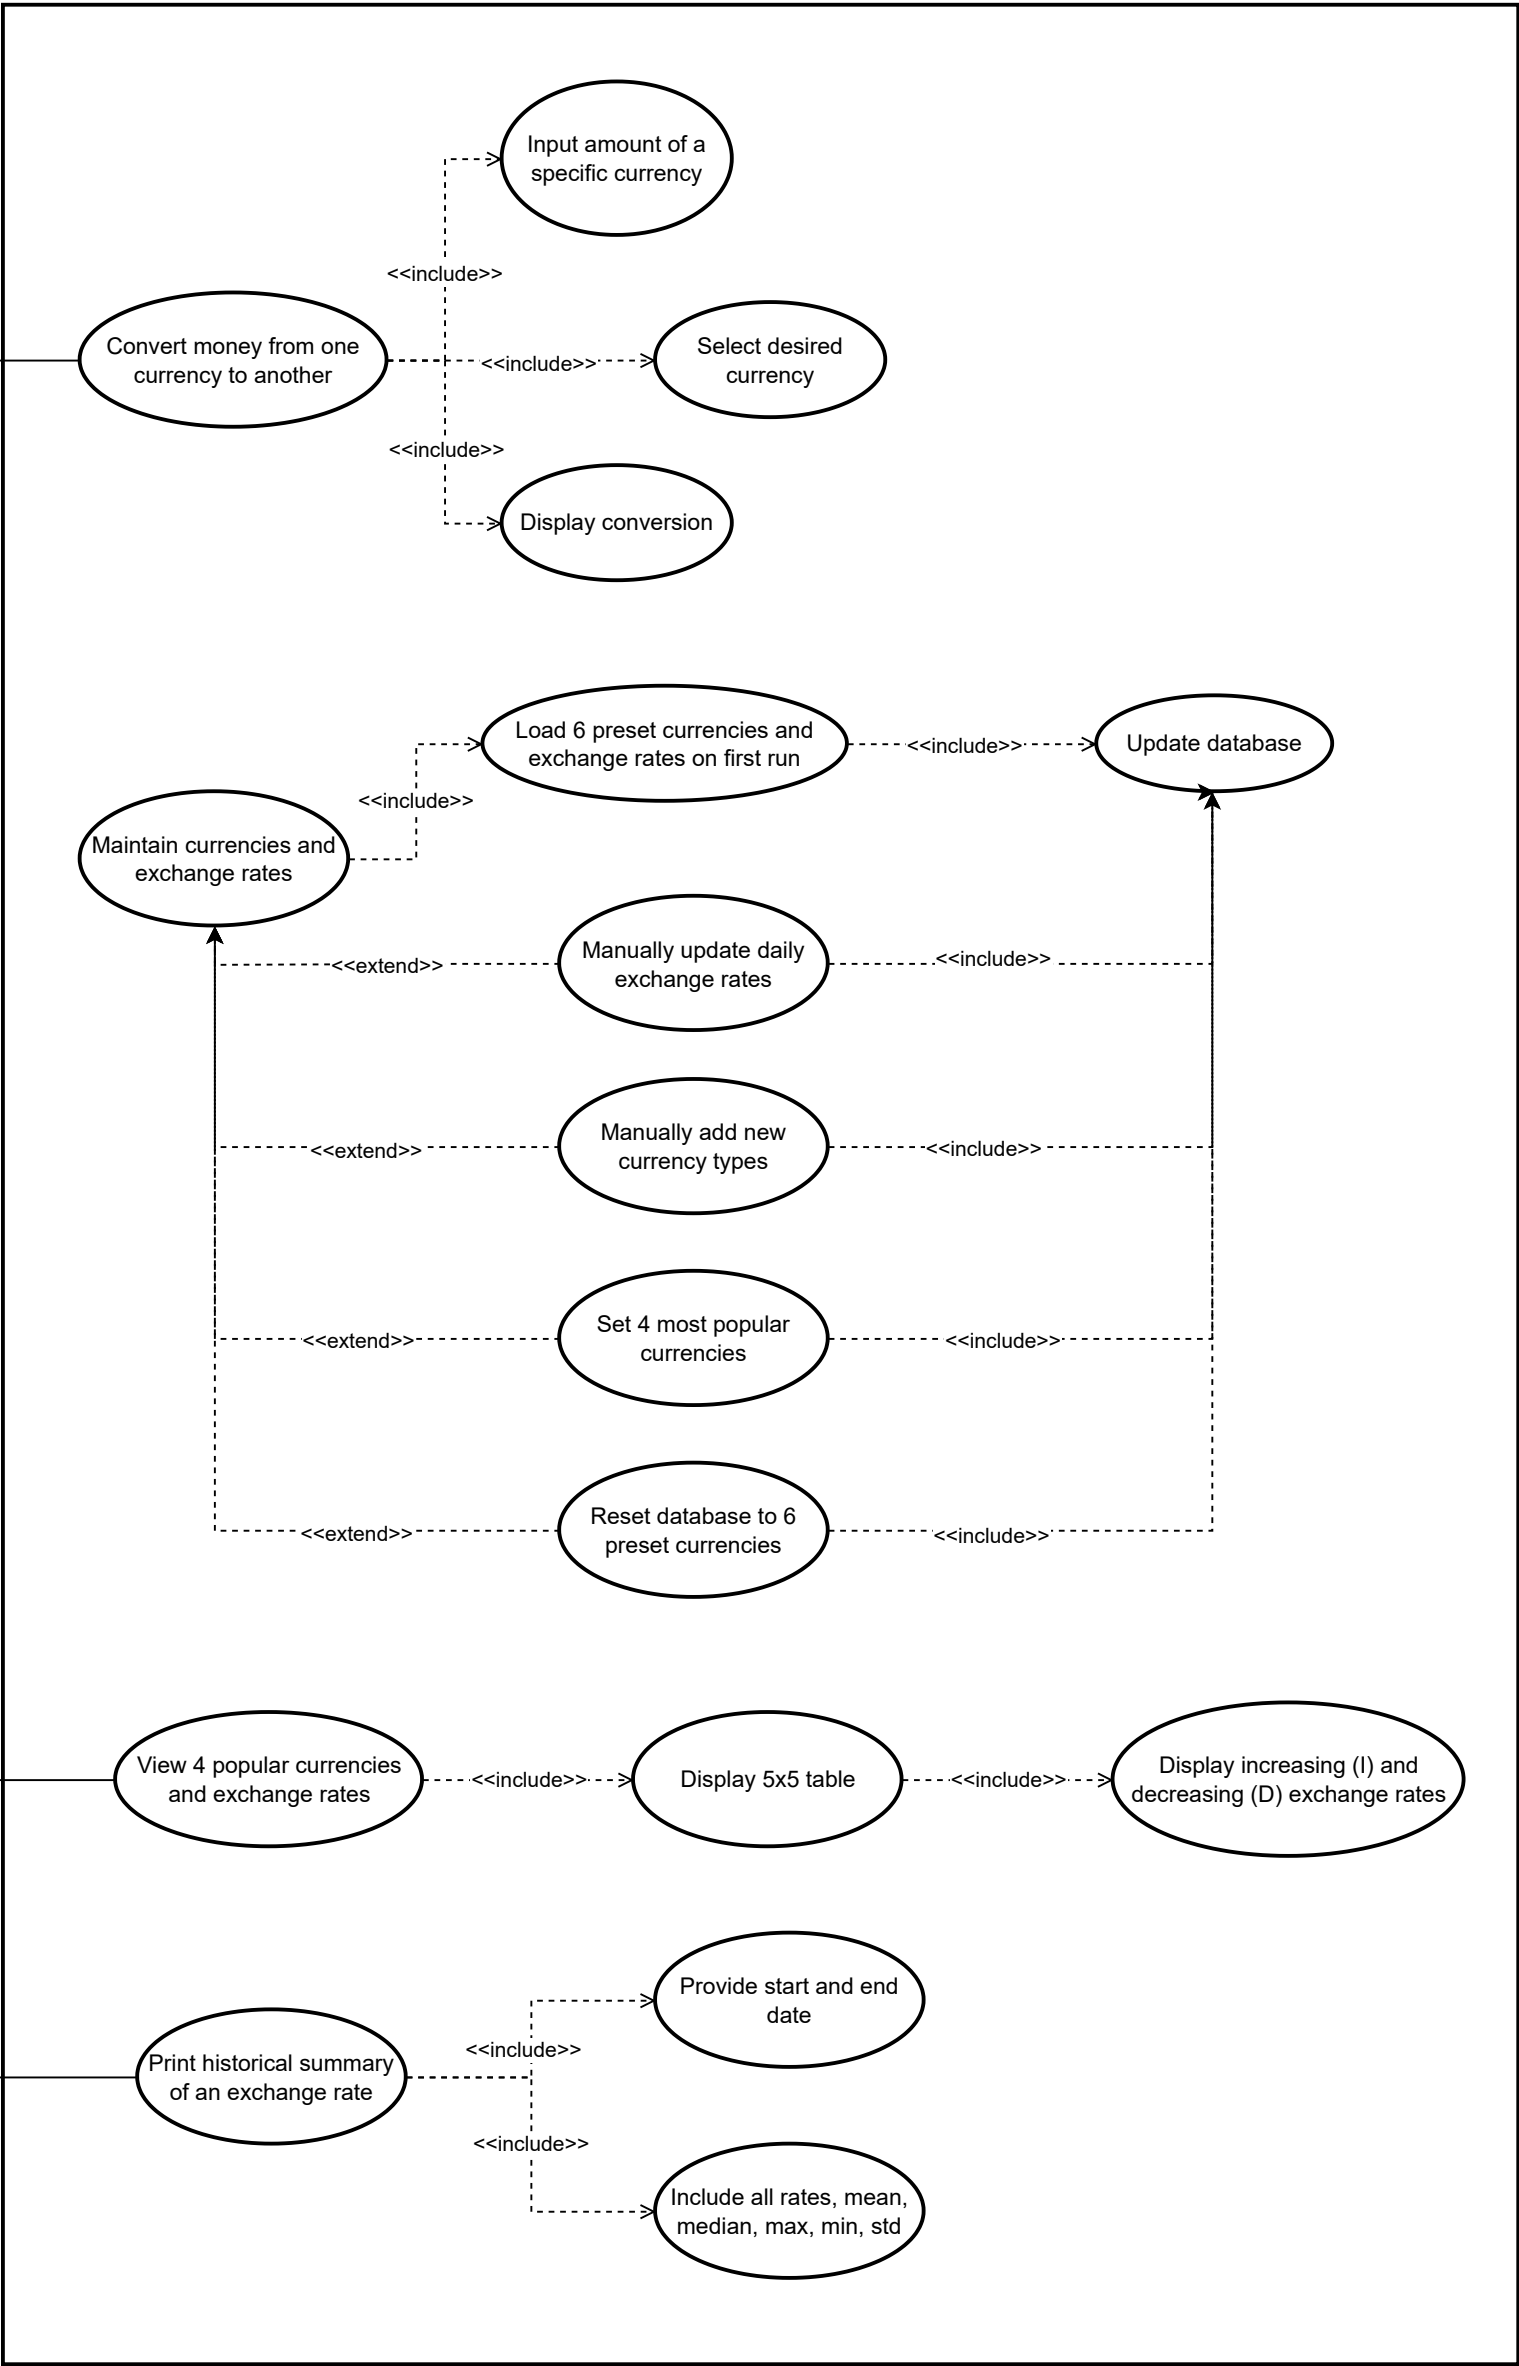 Input amount of a
specific currency
<<include>>
Convert money from one
currency to another
<<include>>
Select desired
currency
<<include>>
Display conversion
Load 6 preset currencies and
exchange rates on first run
<<include>>
Update database
<<include>>
Maintain currencies and
exchange rates
<<extend>>
Manually update daily
exchange rates
<<include>>
<<extend>>
Manually add new
currency types
<<include>>
<<extend>>
Set 4 most popular
currencies
<<include>>
<<extend>>
Reset database to 6
preset currencies
<<include>>
View 4 popular currencies
and exchange rates
<<include>>
Display 5x5 table
<<include>>
Display increasing (I) and
decreasing (D) exchange rates
Provide start and end
date
<<include>>
Print historical summary
of an exchange rate
<<include>>
Include all rates, mean,
median, max, min, std